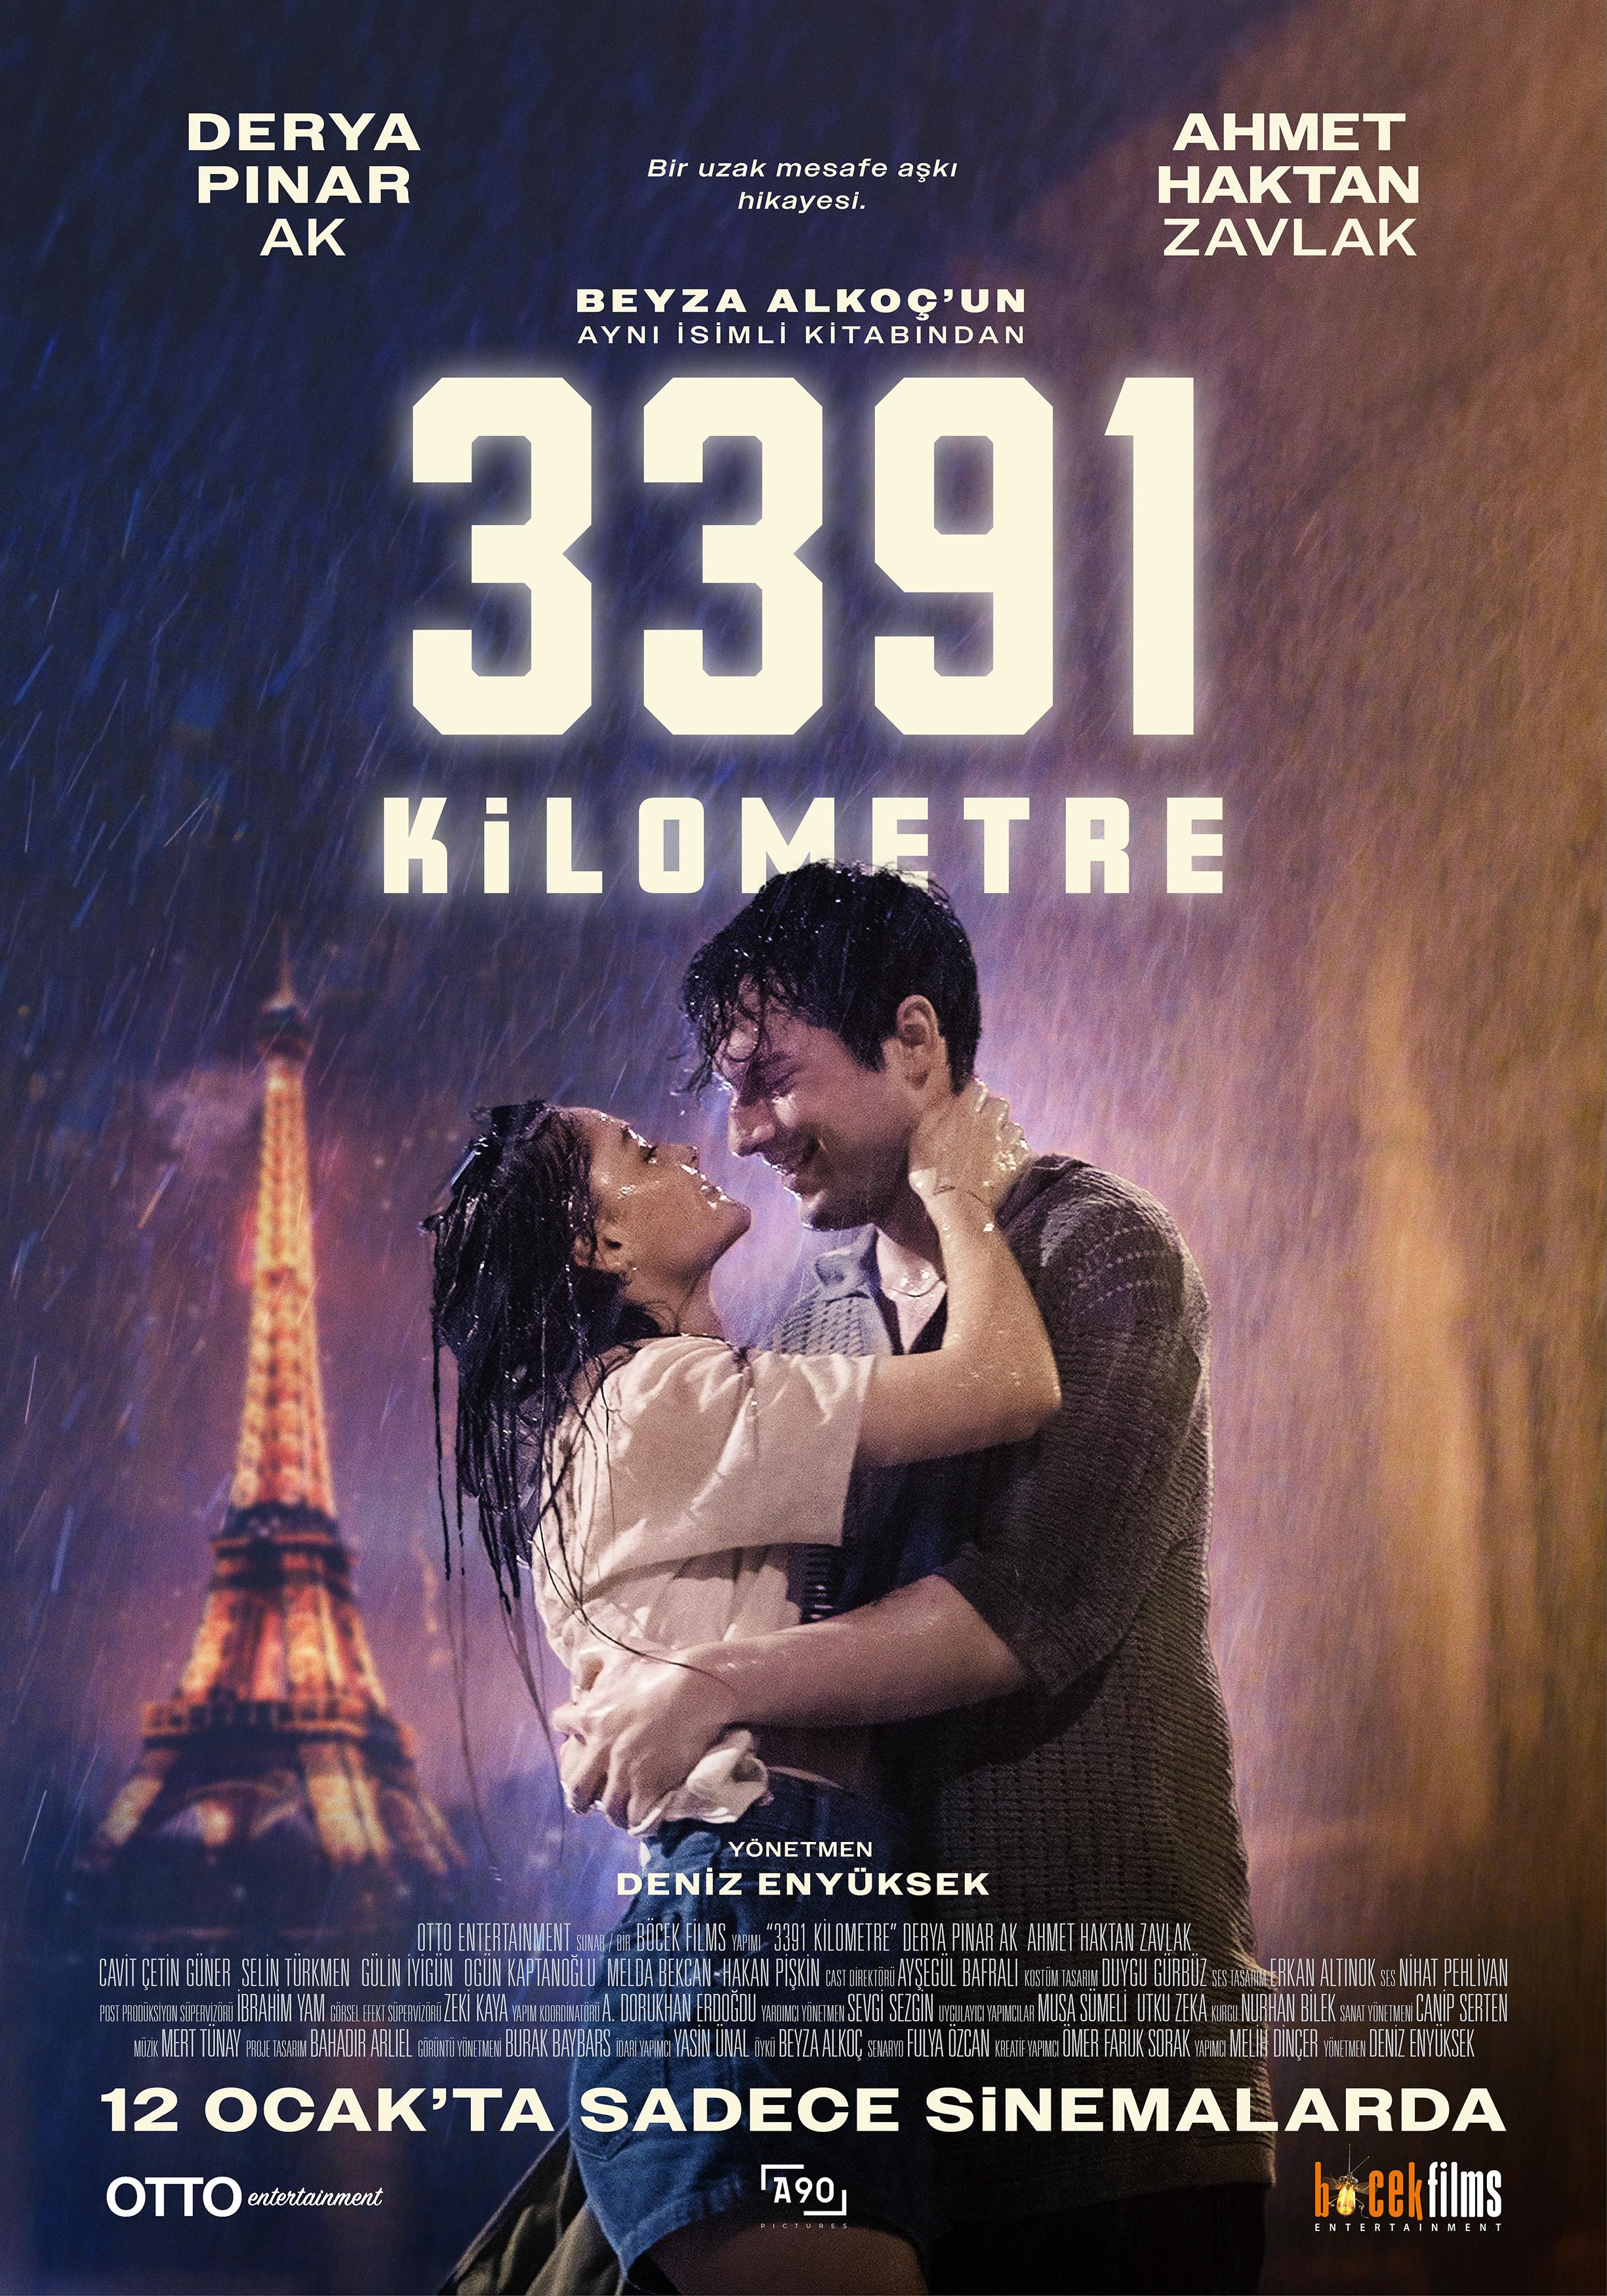 DERYA
PINAR
AK
Bir uzak mesafe aşkı
hikayesi.
AHMET
HAKTAN
ZAVLAK
BEYZA ALKOÇ’UN
AYNI İSİMLİ KİTABINDAN
3391
KİLOMETRE
YÖNETMEN
DENİZ ENYÜKSEK
OTTO ENTERTAINMENT SUNAR / BİR BÖCEK FİLMS YAPIMI “3391 KİLOMETRE” DERYA PINAR AK AHMET HAKTAN ZAVLAK
CAVİT ÇETİN GÜNER SELİN TÜRKMEN GÜLİN İYİGÜN OGÜN KAPTANOĞLU MELDA BEKCAN-HAKAN PİŞKİN CAST DİREKTÖRÜ AYŞEGÜL BAFRALI KOSTÜM TASARIM DUYGU GÜRBÜZ SES TASARIM ERKAN ALTINOK SES NİHAT PEHLİVAN
POST PRODÜKSİYON SÜPERVİZÖRÜ İBRAHİM YAM GÖRSEL EFEKT SÜPERVİZÖRÜ ZEKİ KAYA YAPIM KOORDİNATÖRÜ A. DORUKHAN ERDOĞDU YARDIMCI YÖNETMEN SEVGİ SEZGİN UYGULAYICI YAPIMCILAR MUSA SÜMELİ UTKU ZEKA KURGU NURHAN BİLEK SANAT YÖNETMENİ CANİP SERTEN
MÜZİK MERT TÜNAY PROJE TASARIM BAHADIR ARLIEL GÖRÜNTÜ YÖNETMENİ BURAK BAYBARS İDARİ YAPIMCI YASİN ÜNAL ÖYKÜ BEYZA ALKOÇ SENARYO FULYA ÖZCAN KREATİF YAPIMCI ÖMER FARUK SORAK YAPIMCI MELİH DİNÇER YÖNETMEN DENİZ ENYÜKSEK
12 OCAK’TA SADECE SİNEMALARDA
OTTO entertainment
A90
PICTURES
böcekfilms
ENTERTAINMENT